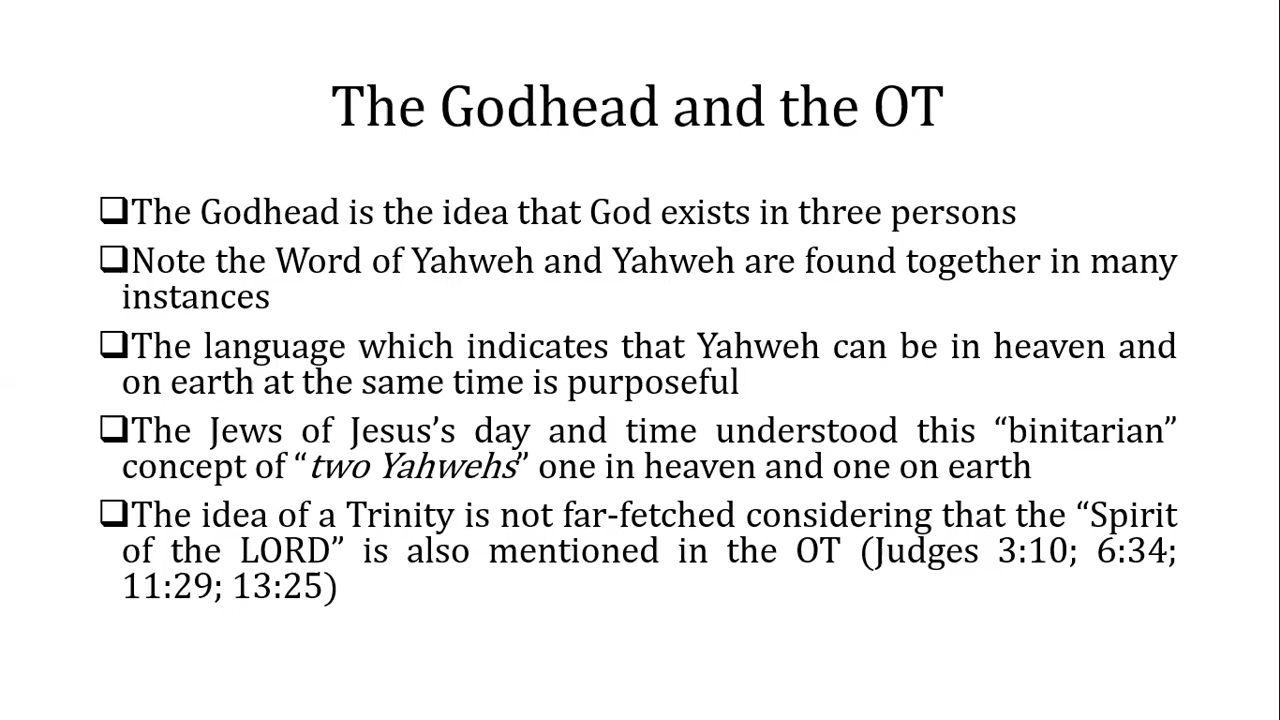 The Godhead and the OT
❑The Godhead is the idea that God exists in three persons
❑Note the Word of Yahweh and Yahweh are found together in many
instances
❑The language which indicates that Yahweh can be in heaven and
on earth at the same time is purposeful
❑The Jews of Jesus’s day and time understood this “binitarian”
concept of “two Yahwehs” one in heaven and one on earth
❑The idea of a Trinity is not far-fetched considering that the “Spirit
of the LORD” is also mentioned in the OT (Judges 3:10; 6:34;
11:29; 13:25)